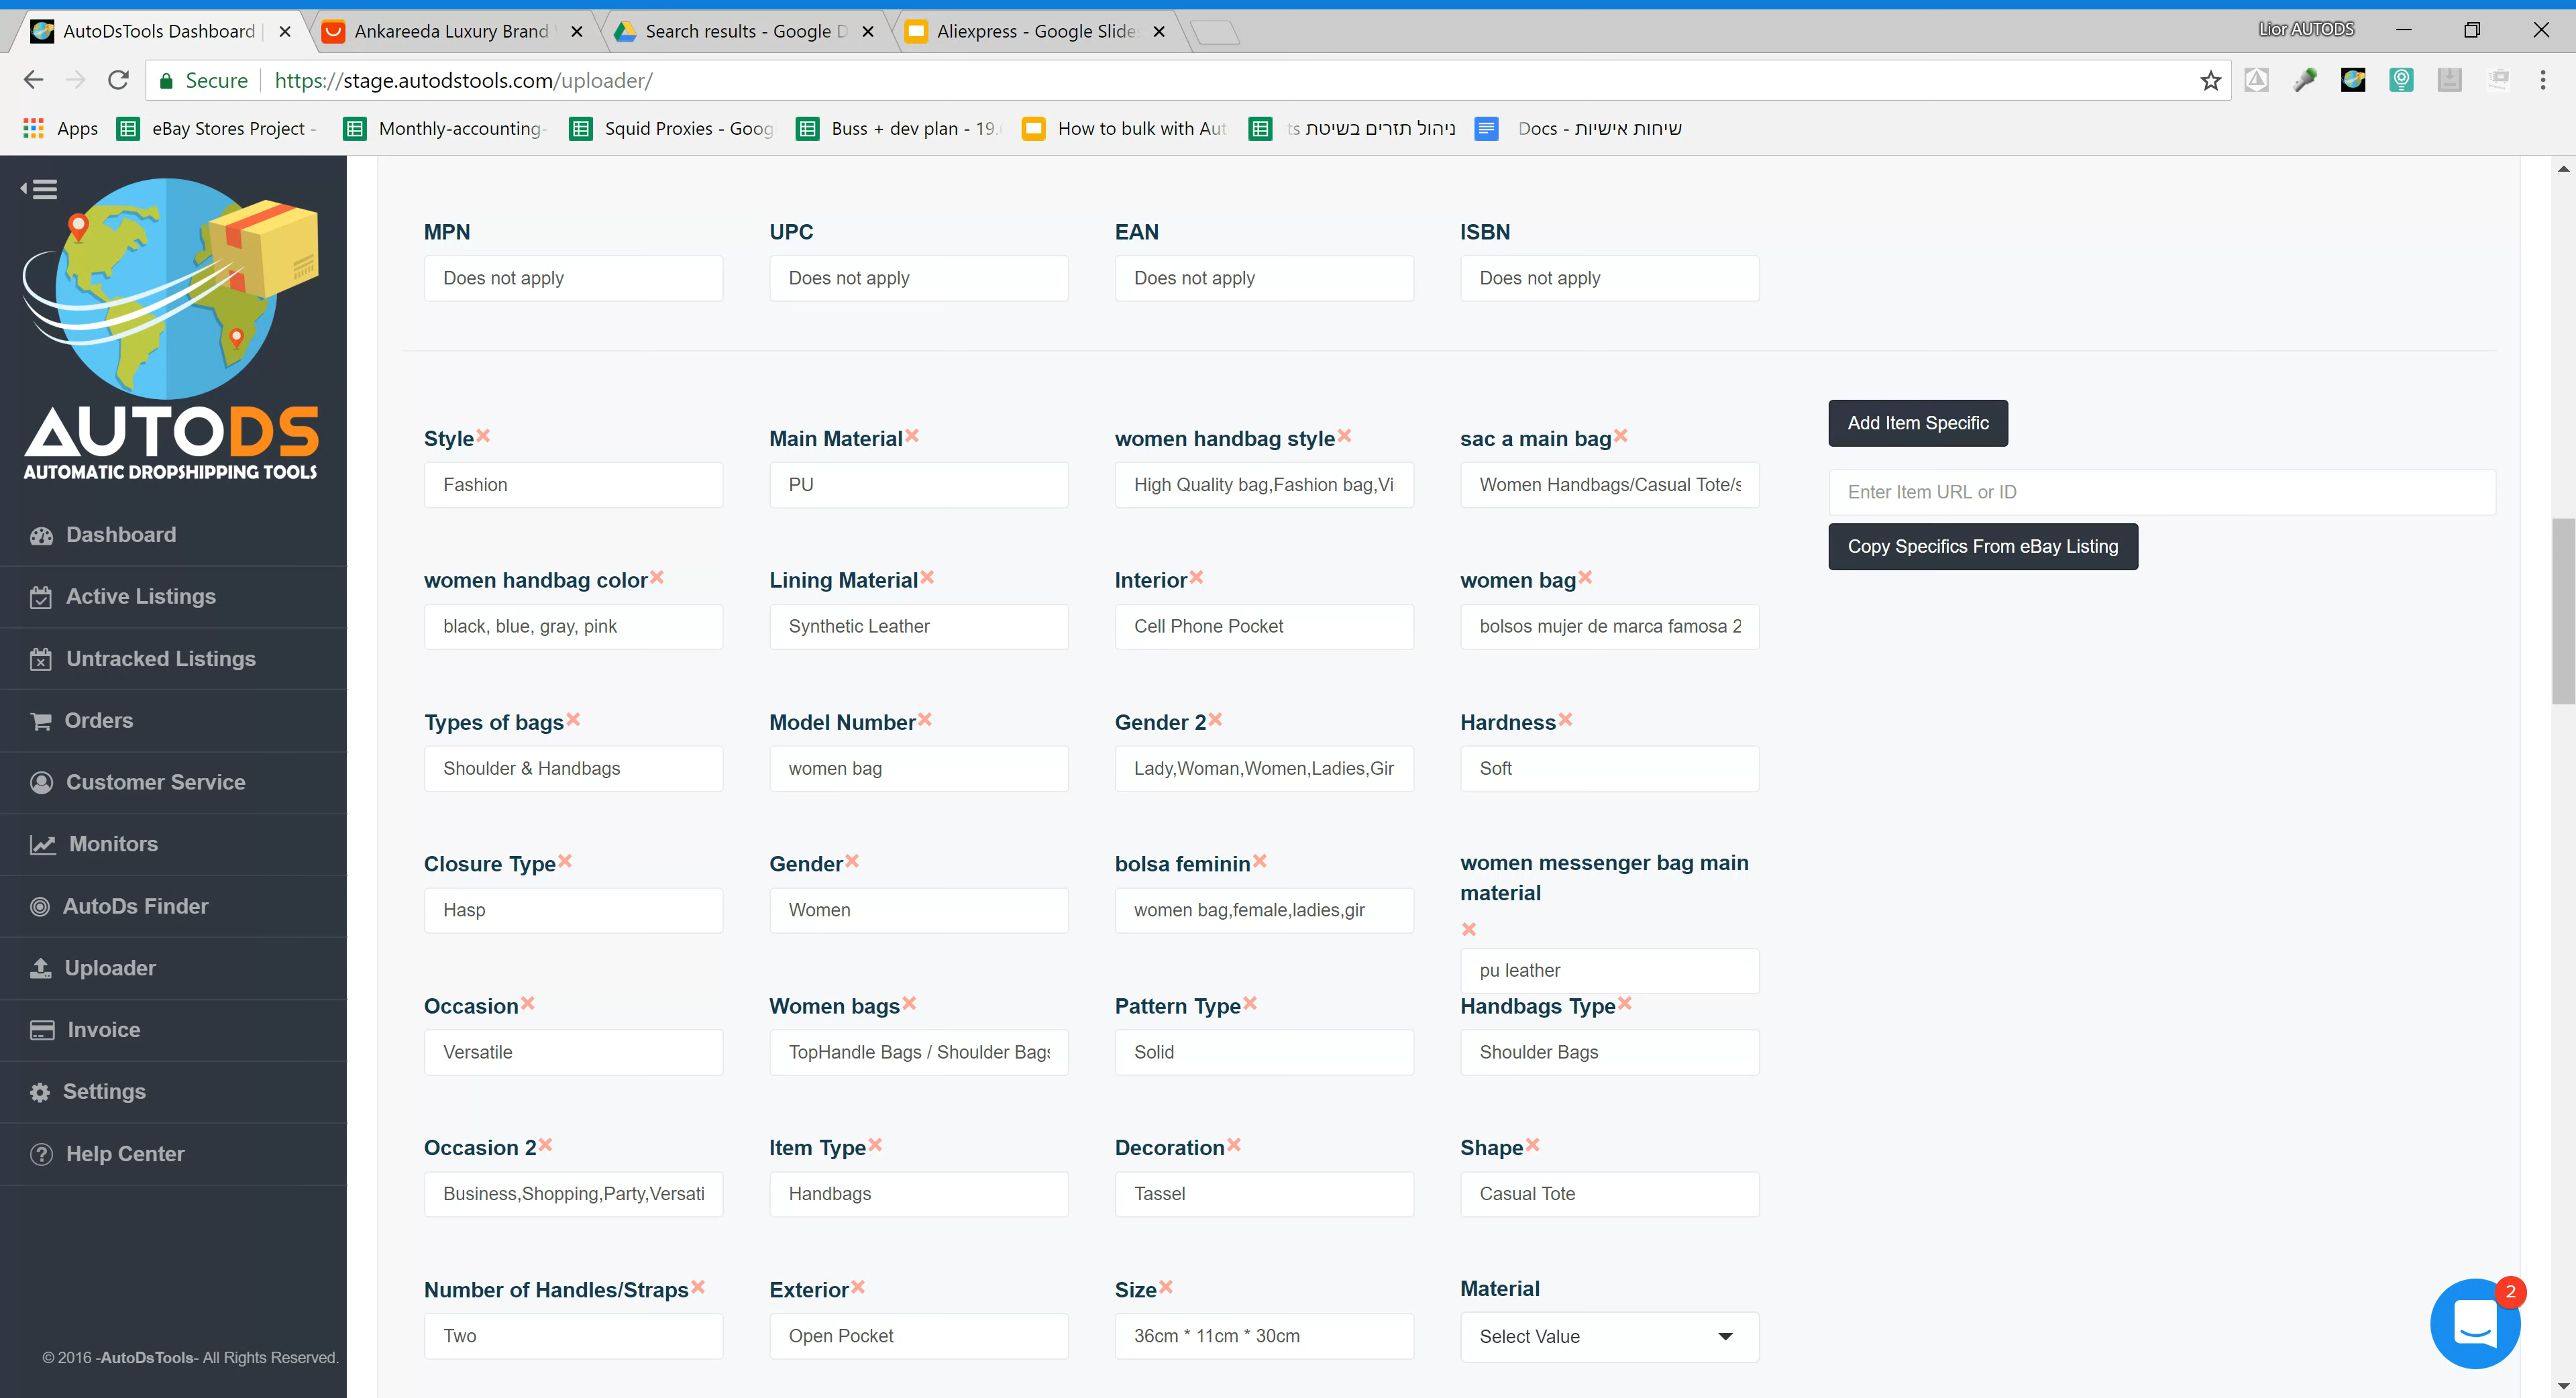 AutoDsTools Dashboard
Ankareeda Luxury Brand
Search results - Google D
Aliexpress - Google Slide
Lior AUTODS
Secure
https://stage.autodstools.com/uploader/
Apps
eBay Stores Project -
Monthly-accounting-
Squid Proxies - Goog
Buss + dev plan - 19.
How to bulk with Aut
ניהול תזרים בשיטת ts
שיחות אישיות - Docs
MPN
UPC
EAN
ISBN
Does not apply
Does not apply
Does not apply
Does not apply
AUTODS
AUTOMATIC DROPSHIPPING TOOLS
Dashboard
Active Listings
Untracked Listings
Orders
Customer Service
Monitors
AutoDs Finder
Uploader
Invoice
Settings
Help Center
© 2016 -AutoDsTools- All Rights Reserved.
Style
Main Material
women handbag style
sac a main bag
Fashion
PU
High Quality bag,Fashion bag,Vi
Women Handbags/Casual Tote/s
women handbag color
Lining Material
Interior
women bag
black, blue, gray, pink
Synthetic Leather
Cell Phone Pocket
bolsos mujer de marca famosa 2
Types of bags
Model Number
Gender 2
Hardness
Shoulder & Handbags
women bag
Lady,Woman,Women,Ladies,Gir
Soft
Closure Type
Gender
bolsa feminin
women messenger bag main
material
Hasp
Women
women bag,female,ladies,gir
pu leather
Occasion
Women bags
Pattern Type
Handbags Type
Versatile
TopHandle Bags / Shoulder Bags
Solid
Shoulder Bags
Occasion 2
Item Type
Decoration
Shape
Business,Shopping,Party,Versati
Handbags
Tassel
Casual Tote
Number of Handles/Straps
Exterior
Size
Material
Two
Open Pocket
36cm * 11cm * 30cm
Select Value
Add Item Specific
Enter Item URL or ID
Copy Specifics From eBay Listing
2